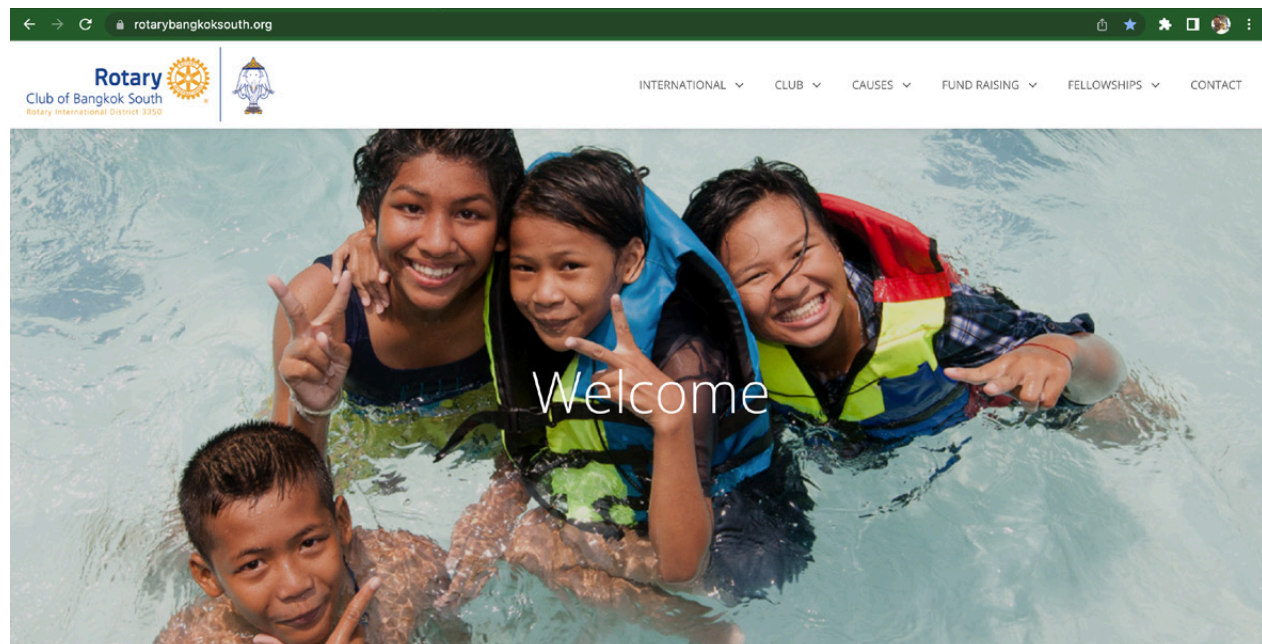 rotarybangkoksouth.org
Rotary
Club of Bangkok South
Rotary International District 3350
INTERNATIONAL
CLUB
CAUSES
FUND RAISING
FELLOWSHIPS
CONTACT
Welcome